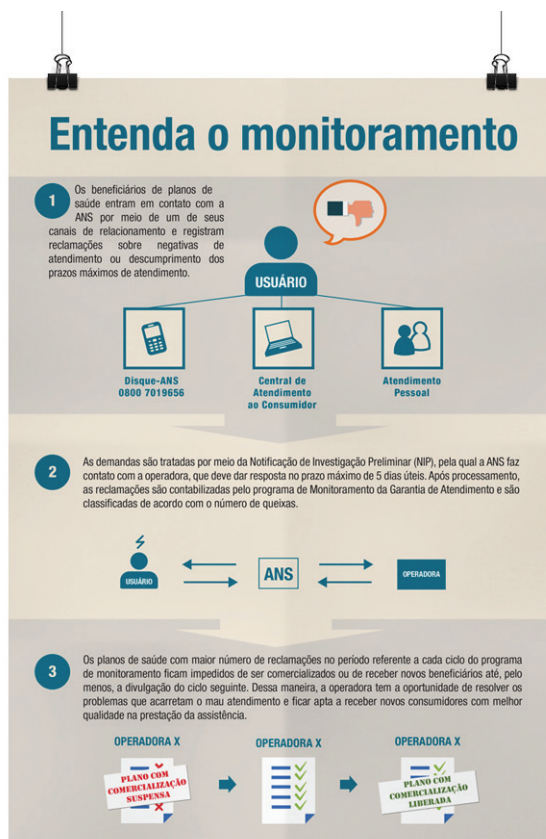 Entenda o monitoramento
1
Os beneficiários de planos de
saúde entram em contato com a
ANS por meio de um de seus
canais de relacionamento e registram
reclamações sobre negativas de
atendimento ou descumprimento dos
prazos máximos de atendimento.
USUÁRIO
Disque-ANS
0800 7019656
Central de
Atendimento
ao Consumidor
Atendimento
Pessoal
2
As demandas são tratadas por meio da Notificação de Investigação Preliminar (NIP), pela qual a ANS faz
contato com a operadora, que deve dar resposta no prazo máximo de 5 dias úteis. Após processamento,
as reclamações são contabilizadas pelo programa de Monitoramento da Garantia de Atendimento e são
classificadas de acordo com o número de queixas.
USUÁRIO
ANS
OPERADORA
3
Os planos de saúde com maior número de reclamações no período referente a cada ciclo do programa
de monitoramento ficam impedidos de ser comercializados ou de receber novos beneficiários até, pelo
menos, a divulgação do ciclo seguinte. Dessa maneira, a operadora tem a oportunidade de resolver os
problemas que acarretam o mau atendimento e ficar apta a receber novos consumidores com melhor
qualidade na prestação da assistência.
OPERADORA X
PLANO COM
COMERCIALIZAÇÃO
SUSPENSA
OPERADORA X
OPERADORA X
PLANO COM
COMERCIALIZAÇÃO
LIBERADA